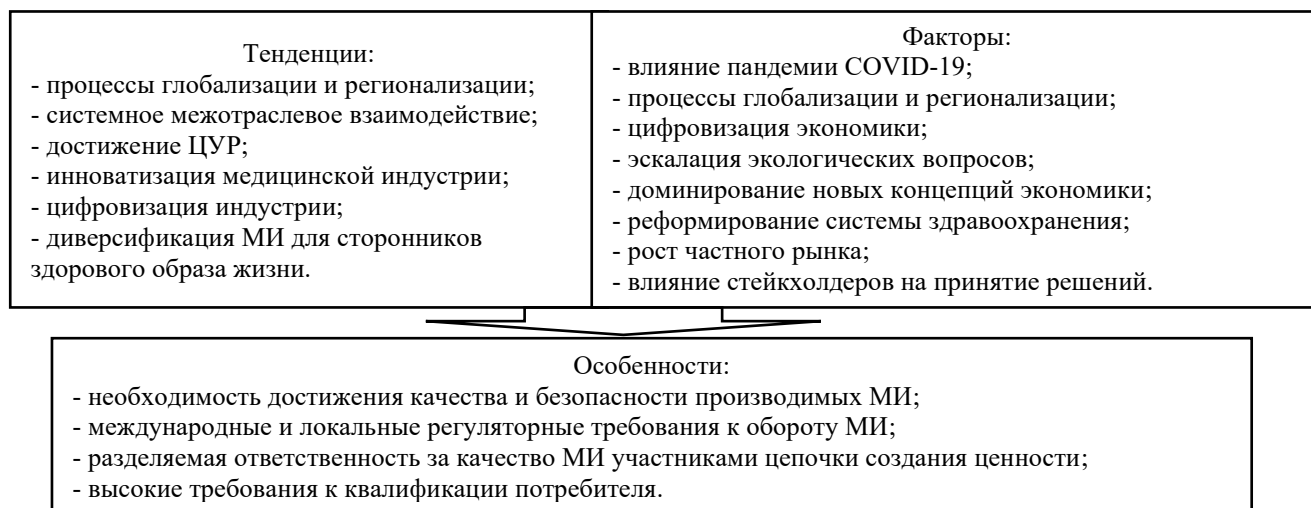 Тенденции:
- процессы глобализации и регионализации;
- системное межотраслевое взаимодействие;
- достижение ЦУР;
- инноватизация медицинской индустрии;
- цифровизация индустрии;
- диверсификация МИ для сторонников
здорового образа жизни.
Факторы:
- влияние пандемии COVID-19;
- процессы глобализации и регионализации;
- цифровизация экономики;
- эскалация экологических вопросов;
- доминирование новых концепций экономики;
- реформирование системы здравоохранения;
- рост частного рынка;
- влияние стейкхолдеров на принятие решений.
Особенности:
- необходимость достижения качества и безопасности производимых МИ;
- международные и локальные регуляторные требования к обороту МИ;
- разделяемая ответственность за качество МИ участниками цепочки создания ценности;
- высокие требования к квалификации потребителя.